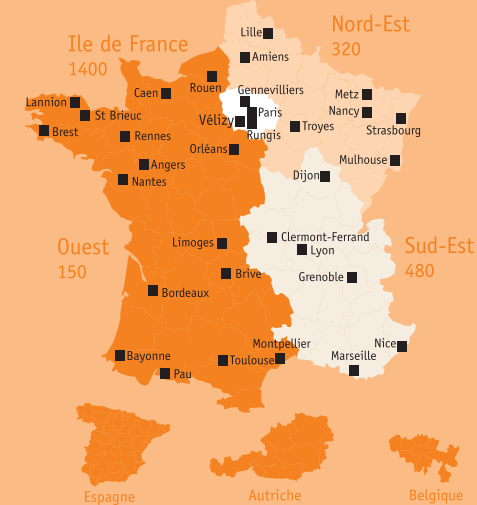 Lille
Nord-Est
320
Ile de France
1400
Amiens
Rouen
Gennevilliers
Caen
Metz
Lannion
Paris
Nancy
St Brieuc
Vélizy
Troyes
Strasbourg
Brest
Rennes
Rungis
Orléans
Mulhouse
Angers
Dijon
Nantes
Ouest
150
Limoges
Clermont-Ferrand
Lyon
Sud-Est
480
Brive
Grenoble
Bordeaux
Montpellier
Nice
Bayonne
Toulouse
Marseille
Pau
Espagne
Autriche
Belgique